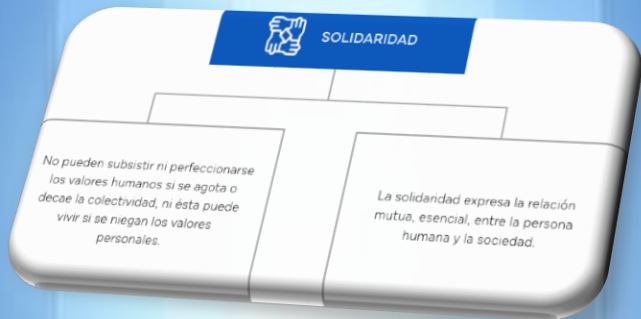 SOLIDARIDAD
No pueden subsistir ni perfeccionarse
los valores humanos si se agota o
decae la colectividad, ni ésta puede
vivir si se niegan los valores
personales.
La solidaridad expresa la relación
mutua, esencial, entre la persona
humana y la sociedad.